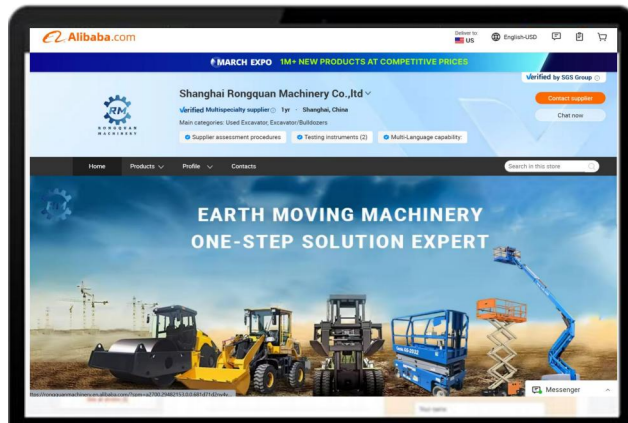 Alibaba.com
Deliver to:
US
English-USD
MARCH EXPO 1M+ NEW PRODUCTS AT COMPETITIVE PRICES
Verified by SGS Group
Shanghai Rongquan Machinery Co.,ltd
Verified Multispecialty supplier 1yr · Shanghai, China
Main categories: Used Excavator, Excavator/Bulldozers
Supplier assessment procedures
Testing instruments (2)
Multi-Language capability:
Contact supplier
Chat now
RM
RONGQUAN
MACHINERY
Home
Products
Profile
Contacts
Search in this store
EARTH MOVING MACHINERY
ONE-STEP SOLUTION EXPERT
Messenger
Your name